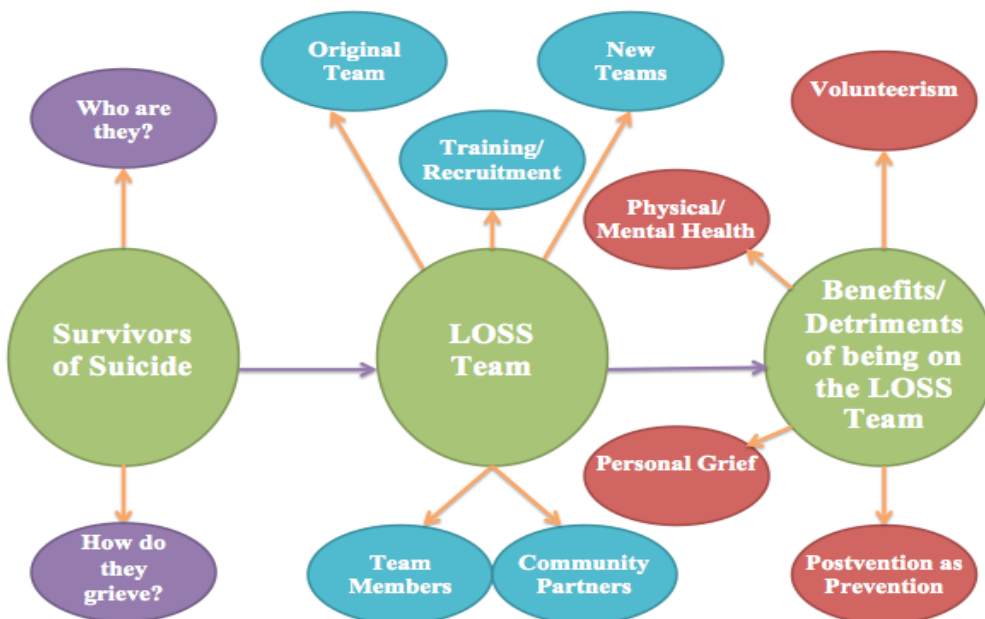 Original
Team
New
Teams
Volunteerism
Who are
they?
Training/
Recruitment
Physical/
Mental Health
Survivors
of Suicide
LOSS
Team
Benefits/
Detriments
of being on
the LOSS
Team
Personal Grief
How do
they
grieve?
Team
Members
Community
Partners
Postvention as
Prevention